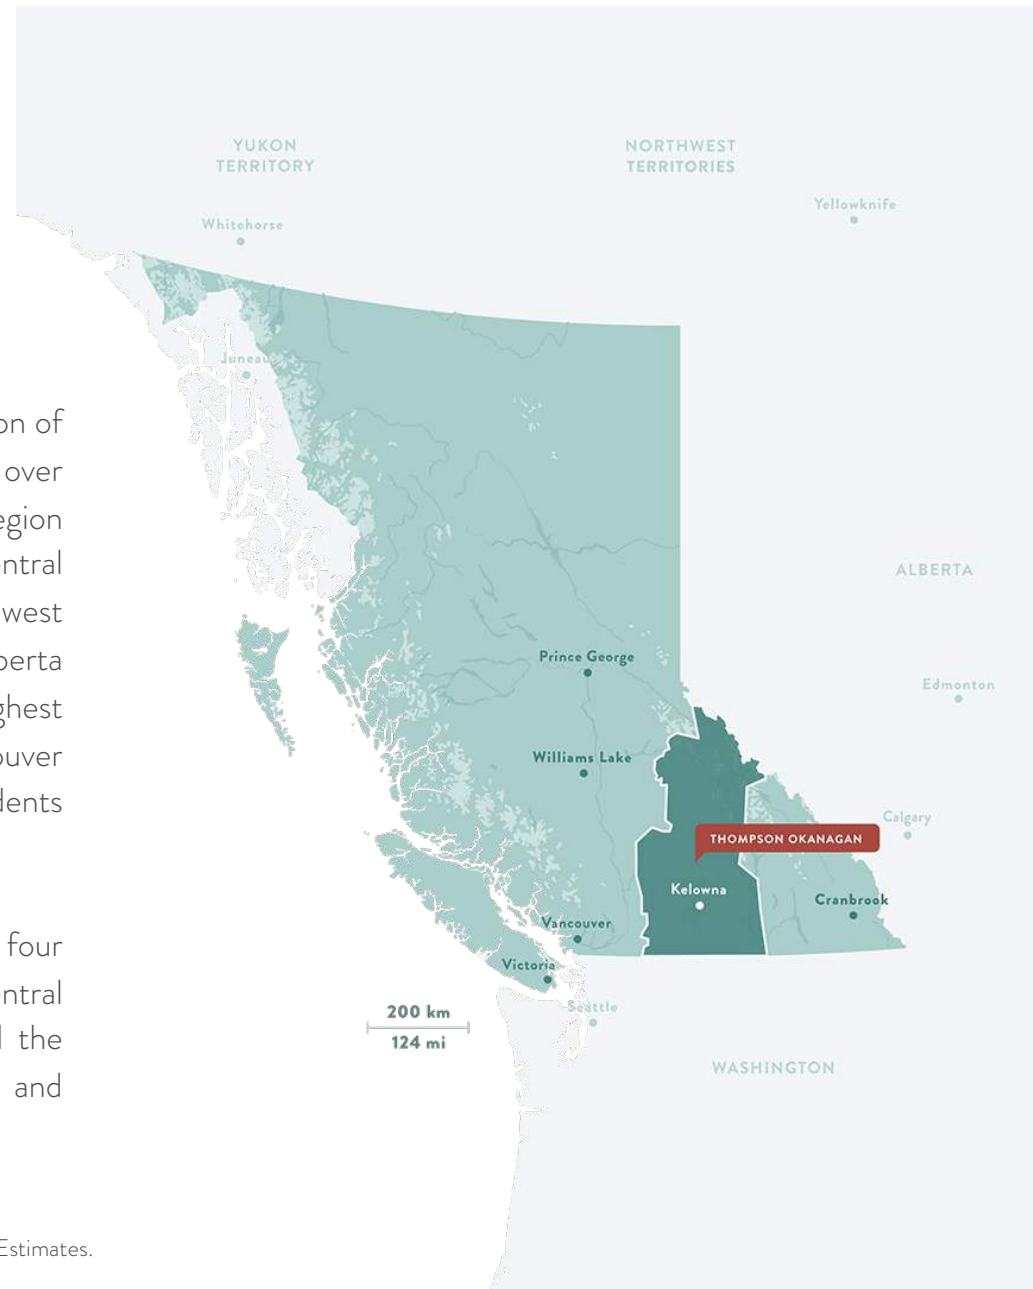 YUKON
TERRITORY
NORTHWEST
TERRITORIES
Yellowknife
Whitehorse
Juneau
on of
over
egion
entral
west
berta
ghest
ouver
dents
four
entral
l the
and
Estimates.
ALBERTA
Prince George
Edmonton
Williams Lake
Calgary
THOMPSON OKANAGAN
Kelowna
Cranbrook
Vancouver
Victoria
Seattle
200 km
124 mi
WASHINGTON